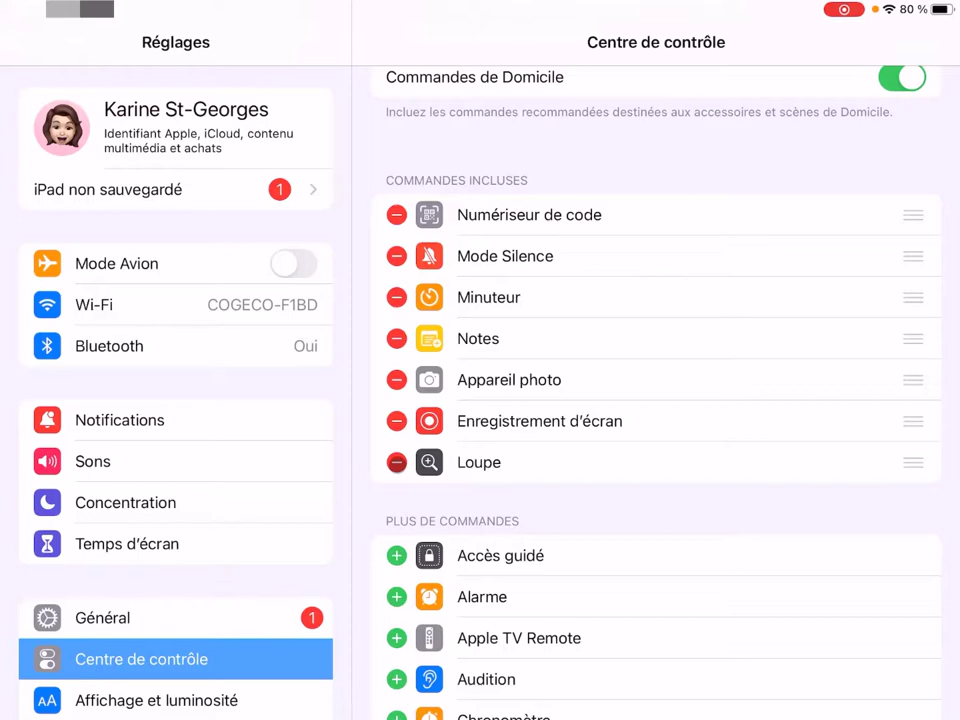 80 %
Réglages
Centre de contrôle
Karine St-Georges
Identifiant Apple, iCloud, contenu
multimédia et achats
iPad non sauvegardé 1
Mode Avion
Wi-Fi COGECO-F1BD
Bluetooth Oui
Notifications
Sons
Concentration
Temps d’écran
Général 1
Centre de contrôle
AA Affichage et luminosité
Commandes de Domicile
Incluez les commandes recommandées destinées aux accessoires et scènes de Domicile.
COMMANDES INCLUSES
Numériseur de code
Mode Silence
Minuteur
Notes
Appareil photo
Enregistrement d’écran
Loupe
PLUS DE COMMANDES
Accès guidé
Alarme
Apple TV Remote
Audition
Chronomètre